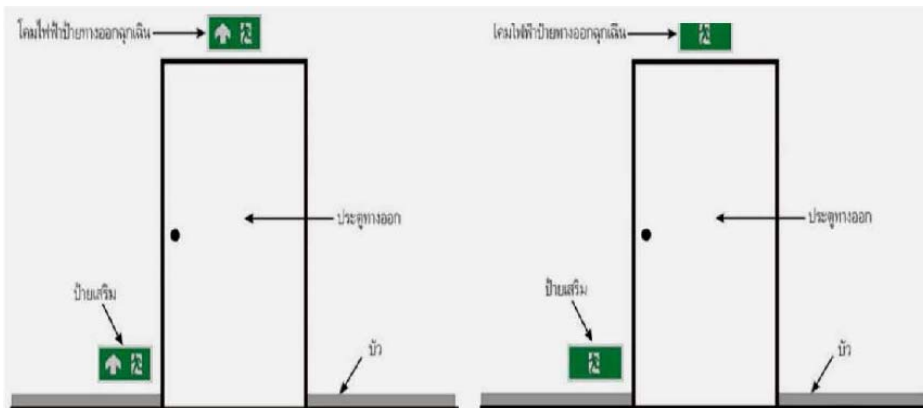 โคมไฟฟ้าป้ายทางออกฉุกเฉิน
ประตูทางออก
ป้ายเสริม
บัว
โคมไฟฟ้าป้ายทางออกฉุกเฉิน
ประตูทางออก
ป้ายเสริม
บัว